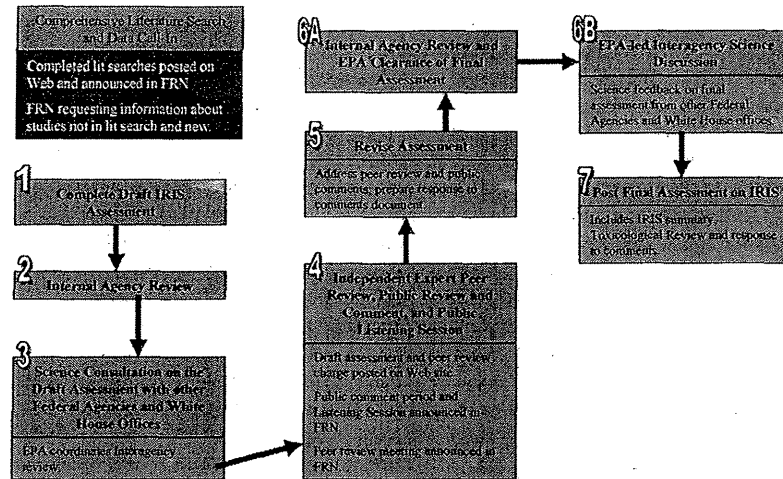 Comprehensive Literature Search
and Data Call-In
Completed lit searches posted on
Web and announced in FRN
FRN requesting information about
studies not in lit search and new.
1
Complete Draft IRIS
Assessment
2
Internal Agency Review
3
Science Consultation on the
Draft Assessment with other
Federal Agencies and White
House Offices
EPA coordinates Interagency
review.
4
Independent Expert Peer
Review, Public Review and
Comment, and Public
Listening Session
Draft assessment and peer review
charge posted on Web site
Public comment period and
Listening Session announced in
FRN
Peer review meeting announced in
FRN
5
Revise Assessment
Address peer review and public
comments; prepare response to
comments document
6A
Internal Agency Review and
EPA Clearance of Final
Assessment
6B
EPA-led Interagency Science
Discussion
Science feedback on final
assessment from other Federal
Agencies and White House offices.
7
Post Final Assessment on IRIS
Includes IRIS summary,
Toxicological Review and response
to comments